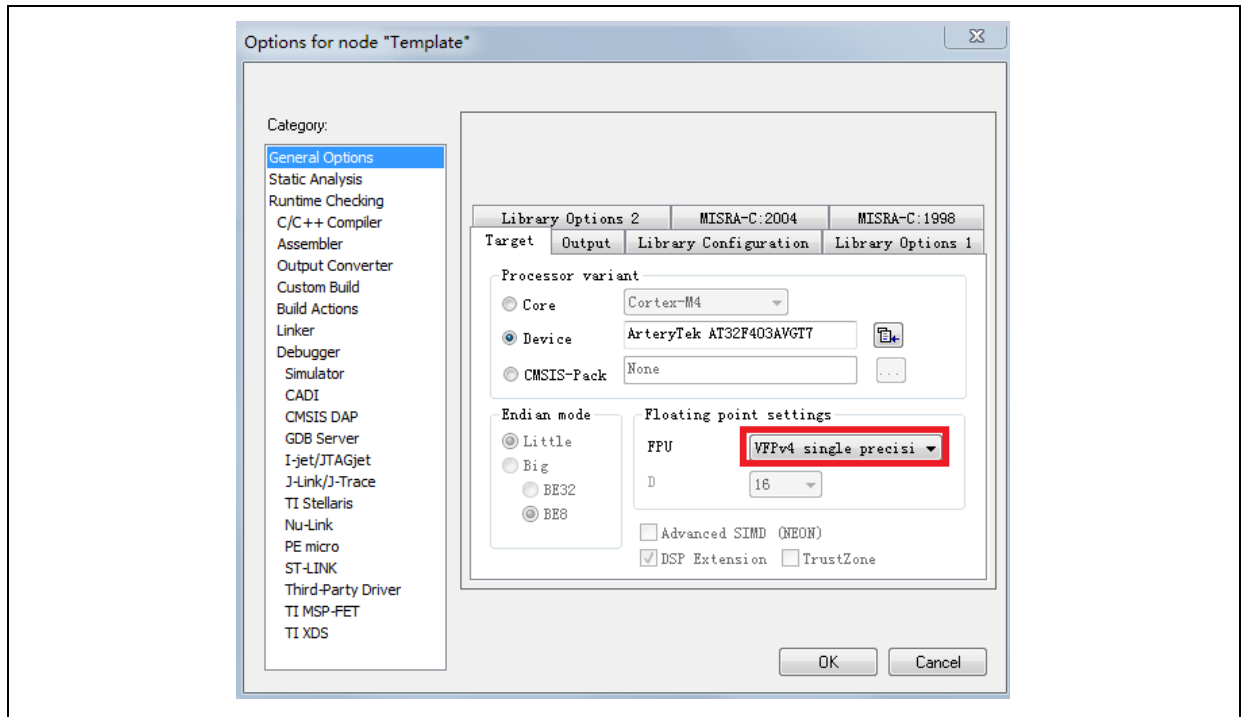 Options for node "Template"
Category:
General Options
Static Analysis
Runtime Checking
C/C++ Compiler
Assembler
Output Converter
Custom Build
Build Actions
Linker
Debugger
Simulator
CADI
CMSIS DAP
GDB Server
I-jet/JTAGjet
J-Link/J-Trace
TI Stellaris
Nu-Link
PE micro
ST-LINK
Third-Party Driver
TI MSP-FET
TI XDS
Library Options 2 MISRA-C:2004 MISRA-C:1998
Target Output Library Configuration Library Options 1
Processor variant
Core Cortex-M4
Device ArteryTek AT32F403AVGT7
CMSIS-Pack None ...
Endian mode
Little
Big
BE32
BE8
Floating point settings
FPU VFPv4 single precisi
D 16
Advanced SIMD (NEON)
DSP Extension TrustZone
OK Cancel